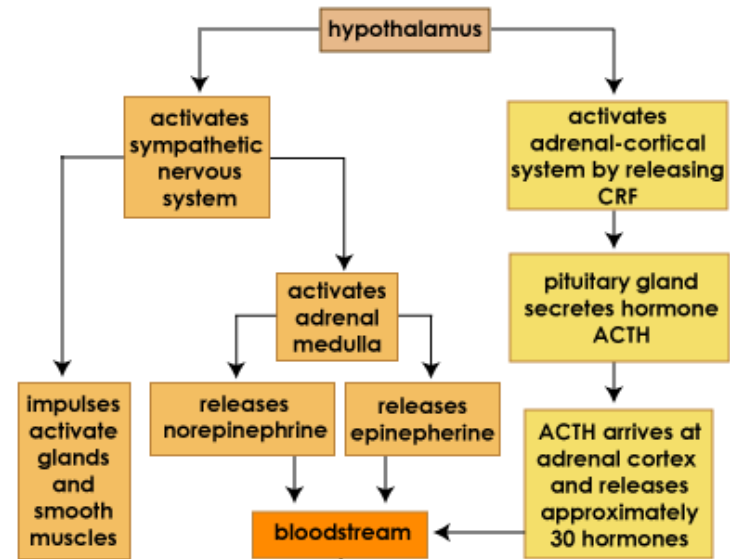 hypothalamus
activates
sympathetic
nervous
system
activates
adrenal-cortical
system by releasing
CRF
activates
adrenal
medulla
pituitary gland
secretes hormone
ACTH
impulses
activate
glands
and
smooth
muscles
releases
norepinephrine
releases
epinepherine
ACTH arrives at
adrenal cortex
and releases
approximately
30 hormones
bloodstream